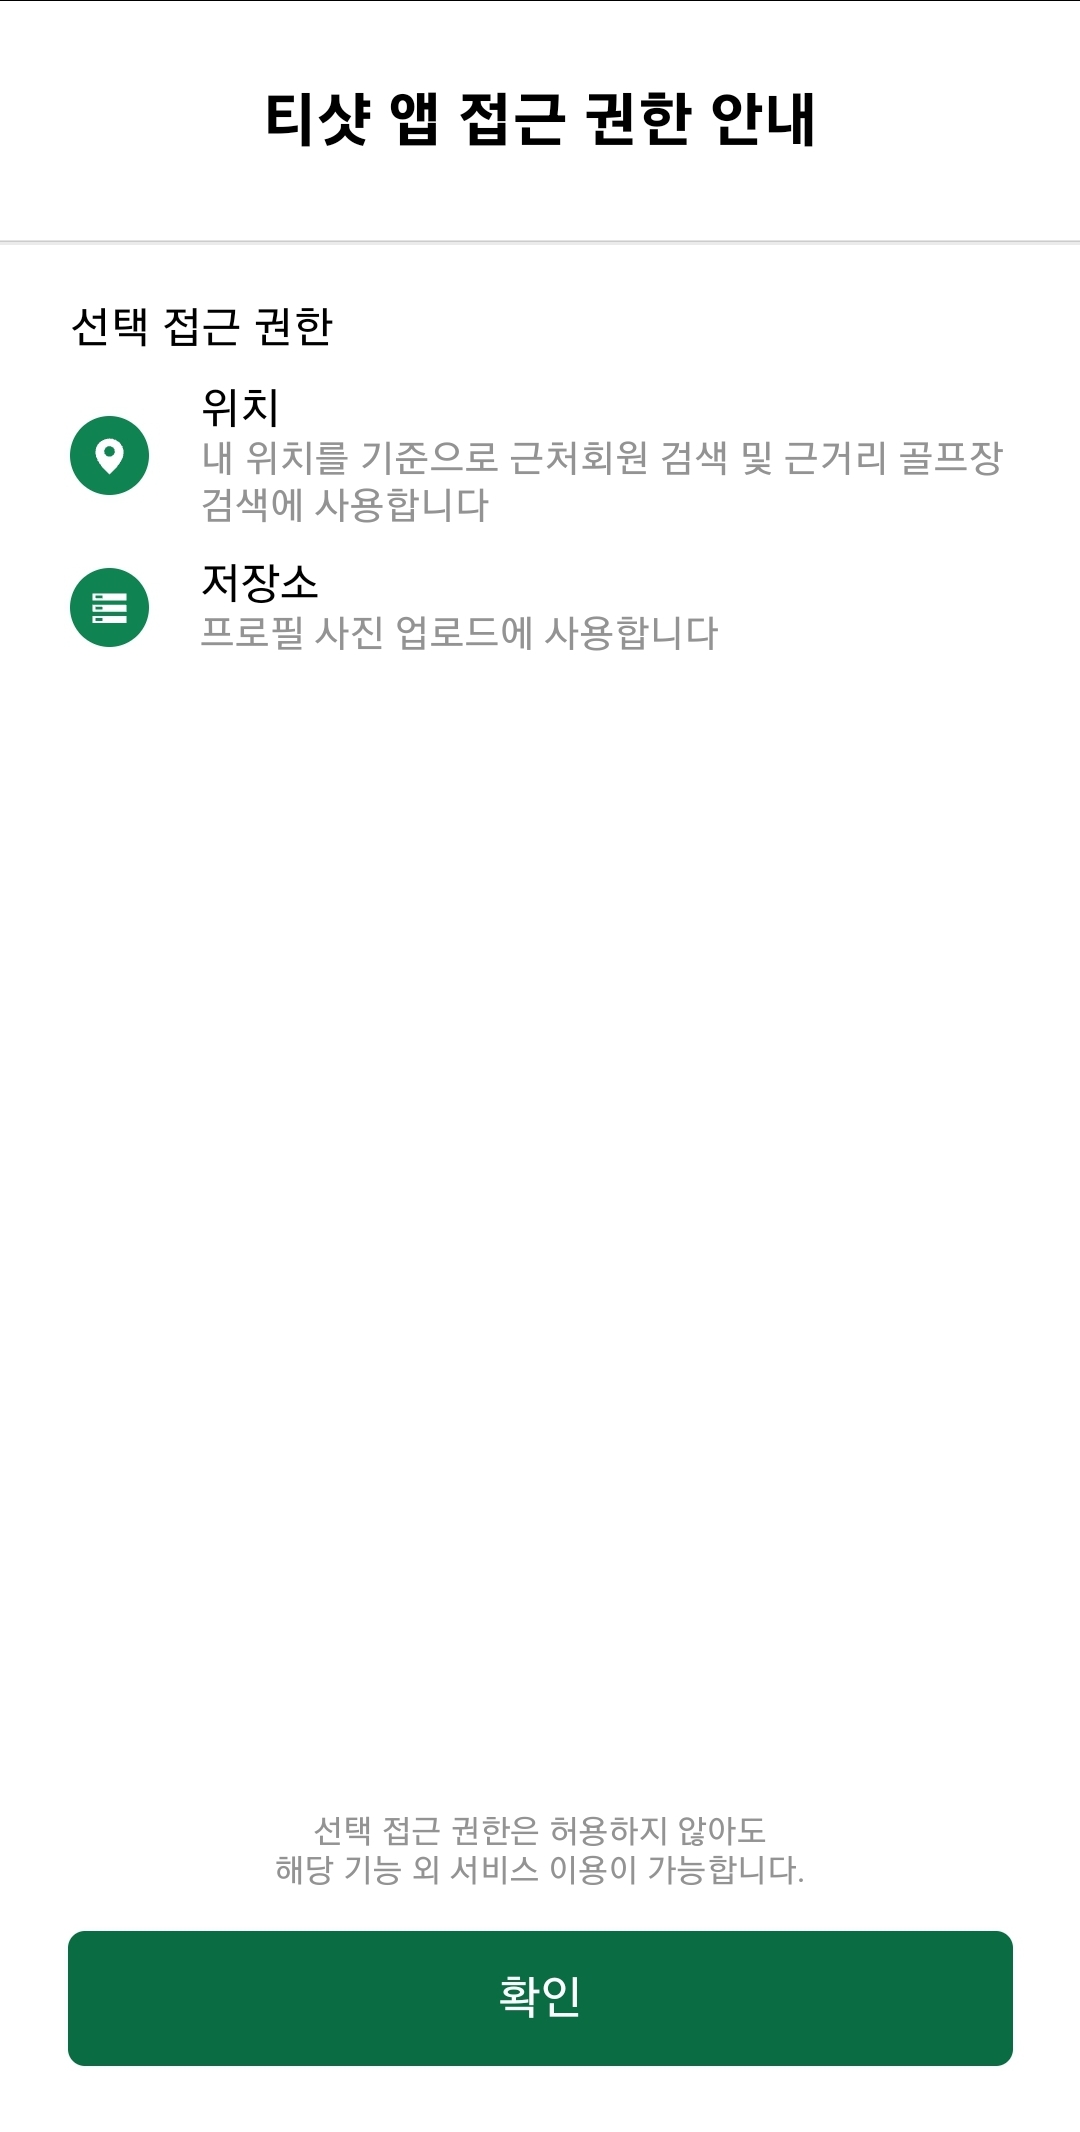 티샷 앱 접근 권한 안내
선택 접근 권한
위치
내 위치를 기준으로 근처회원 검색 및 근거리 골프장
검색에 사용합니다
저장소
프로필 사진 업로드에 사용합니다
선택 접근 권한은 허용하지 않아도
해당 기능 외 서비스 이용이 가능합니다.
확인